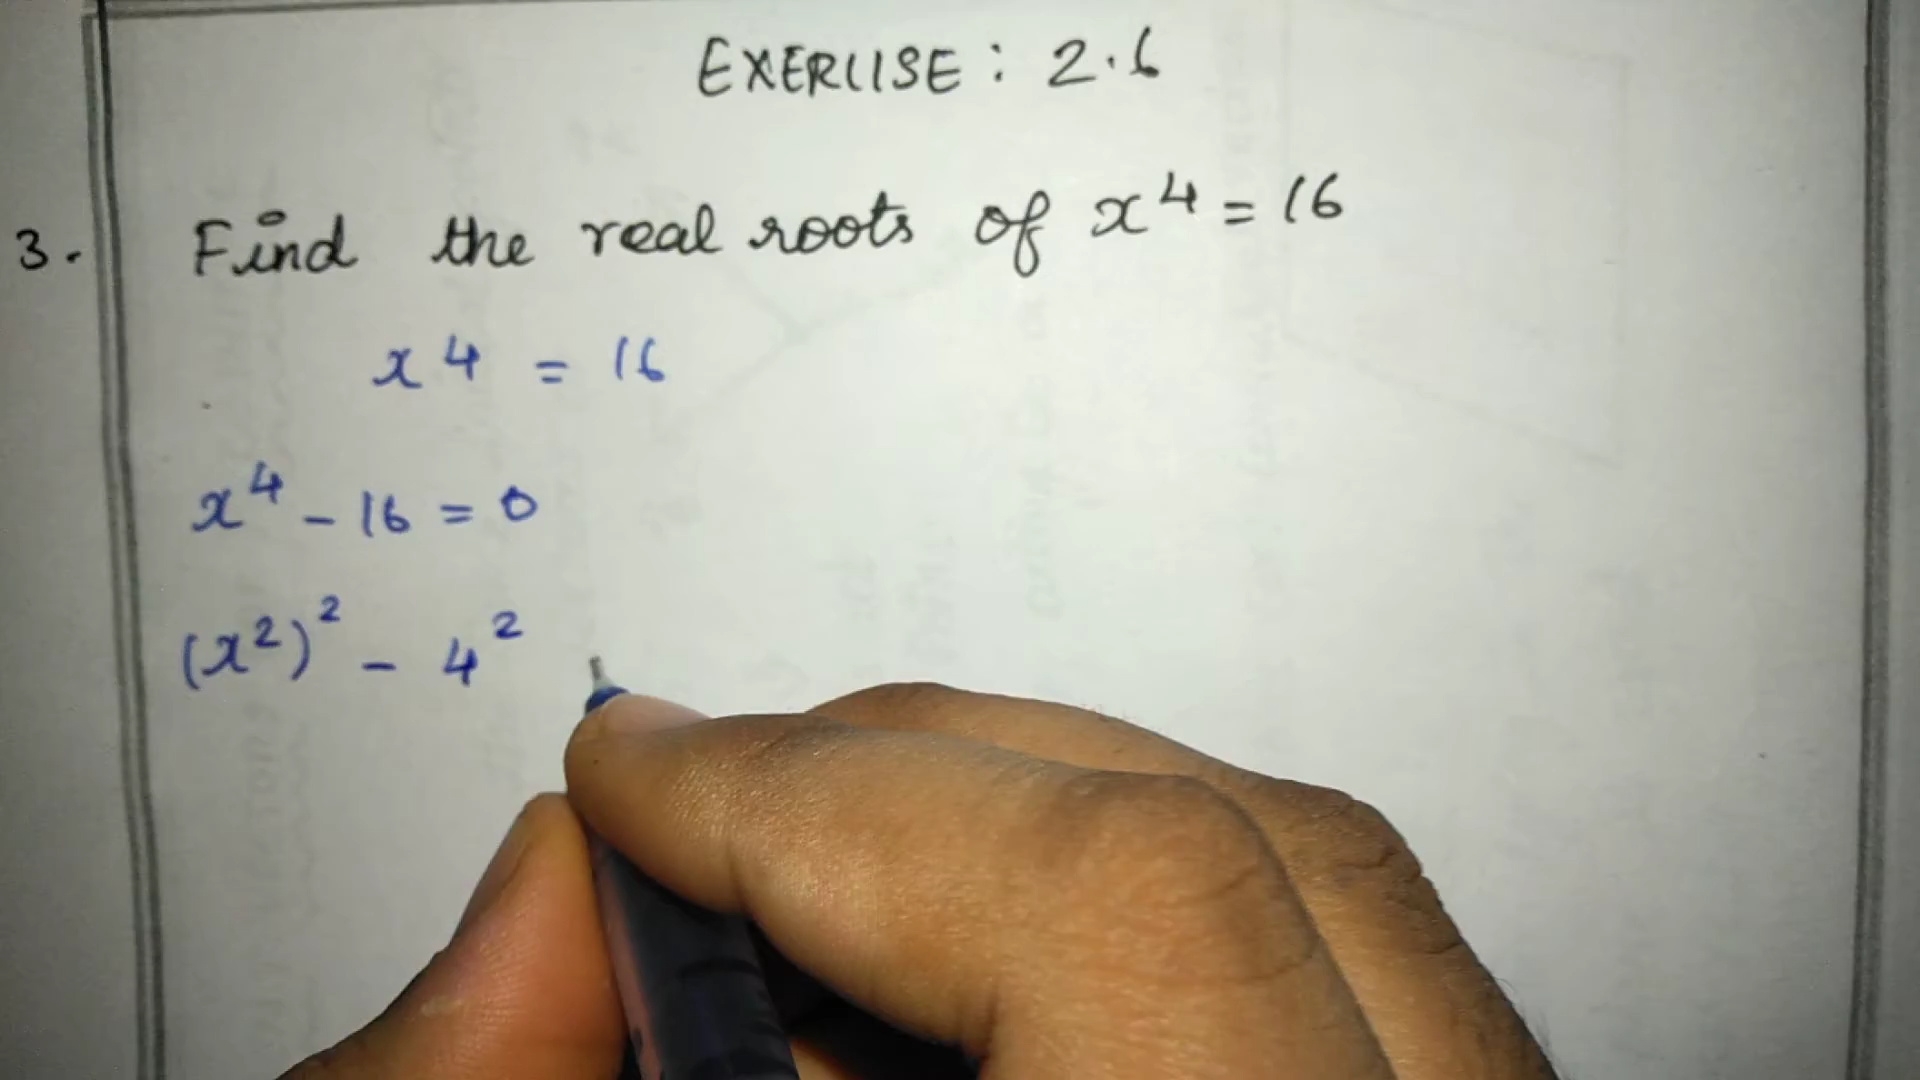 EXERCISE: 2.6
3. Find the real roots of x⁴ = 16
x⁴ = 16
x⁴ - 16 = 0
(x²)² - 4²